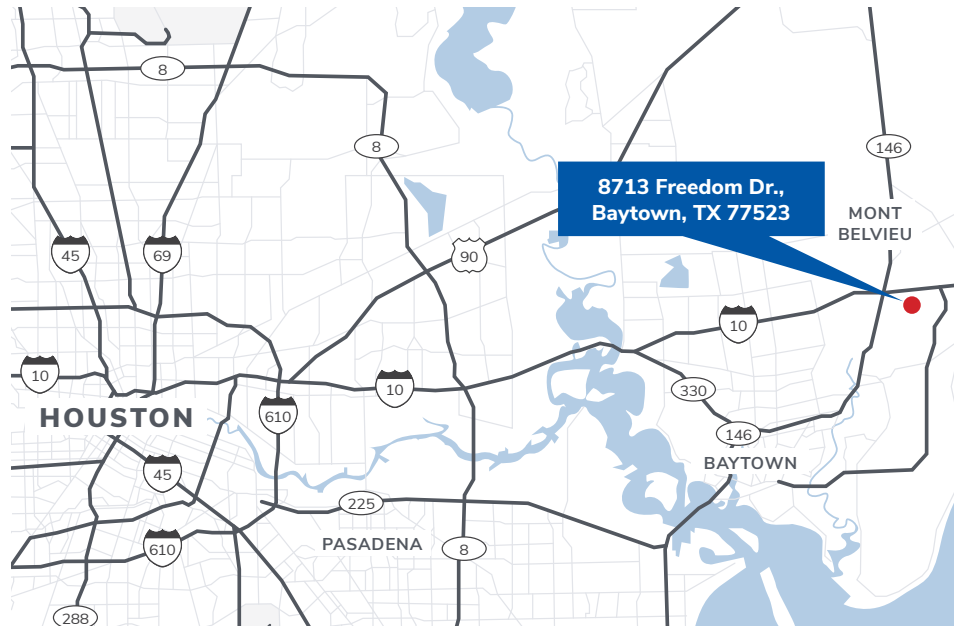 8
8
146
8713 Freedom Dr.,
Baytown, TX 77523
MONT
BELVIEU
45
69
90
10
10
10
330
HOUSTON
610
146
BAYTOWN
45
225
PASADENA
610
8
288